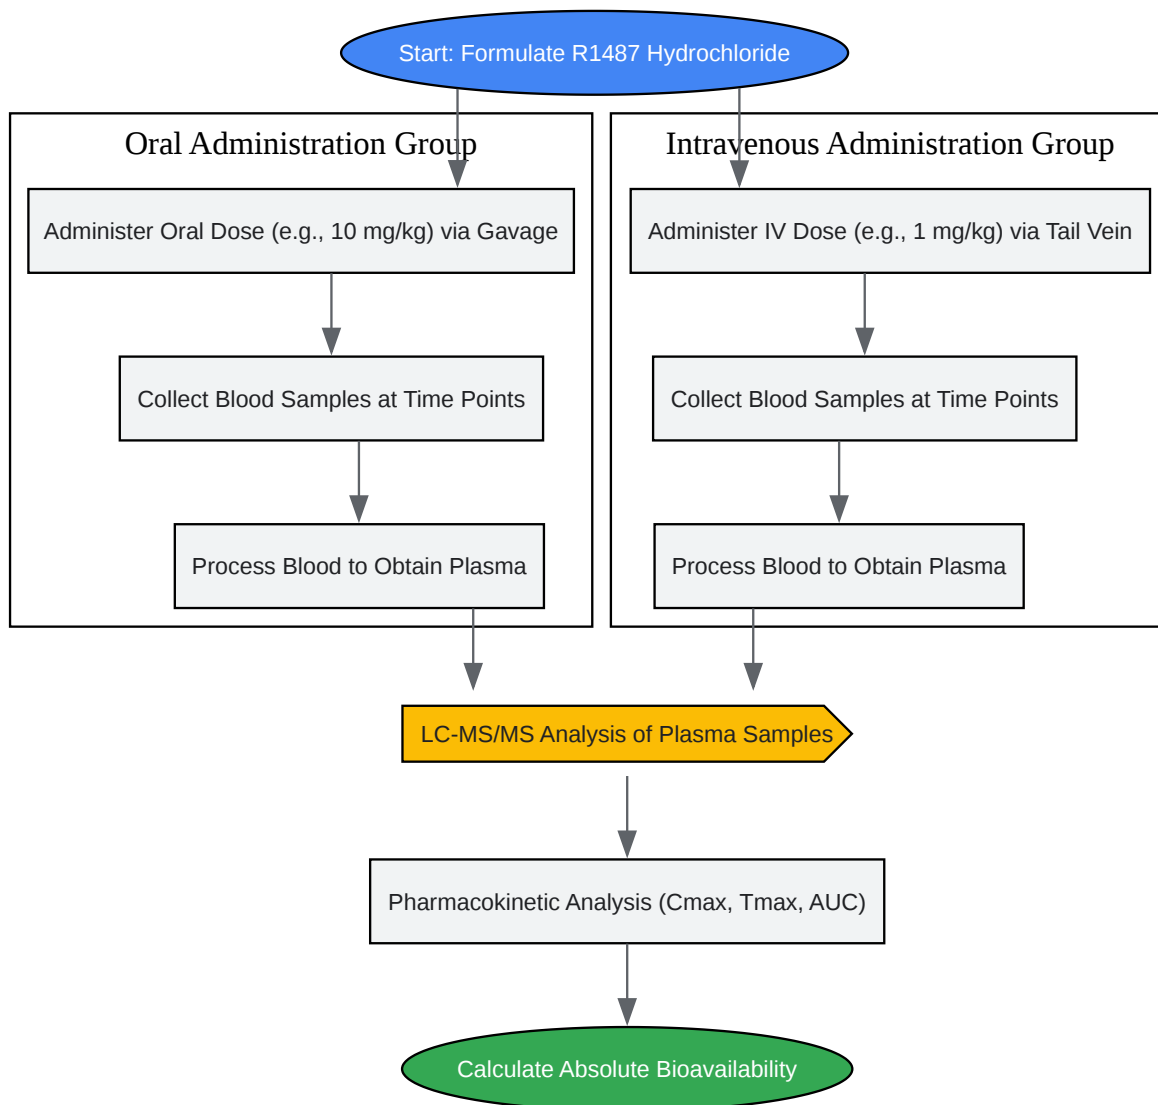 Start: Formulate R1487 Hydrochloride
Oral Administration Group
Administer Oral Dose (e.g., 10 mg/kg) via Gavage
Collect Blood Samples at Time Points
Process Blood to Obtain Plasma
Intravenous Administration Group
Administer IV Dose (e.g., 1 mg/kg) via Tail Vein
Collect Blood Samples at Time Points
Process Blood to Obtain Plasma
LC-MS/MS Analysis of Plasma Samples
Pharmacokinetic Analysis (Cmax, Tmax, AUC)
Calculate Absolute Bioavailability